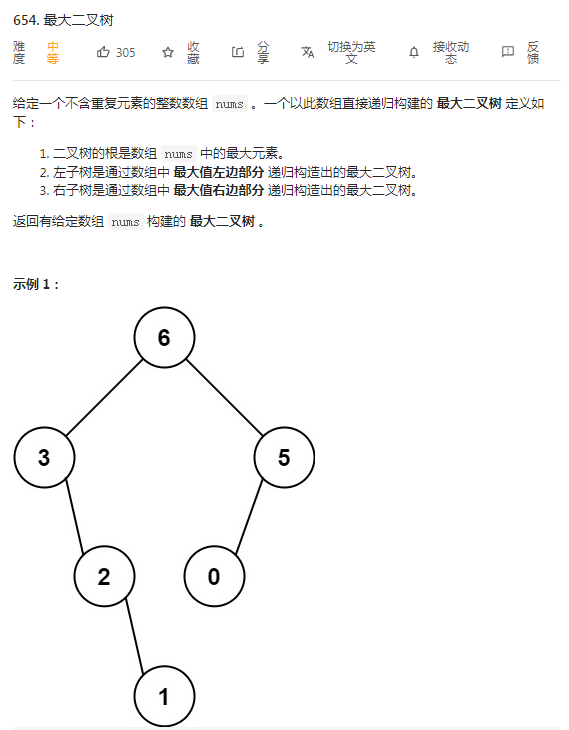 654. 最大二叉树
难度 中等 305 收藏 分享 切换为英文 接收动态 反馈
给定一个不含重复元素的整数数组 nums 。一个以此数组直接递归构建的 最大二叉树 定义如
下：
1. 二叉树的根是数组 nums 中的最大元素。
2. 左子树是通过数组中 最大值左边部分 递归构造出的最大二叉树。
3. 右子树是通过数组中 最大值右边部分 递归构造出的最大二叉树。
返回有给定数组 nums 构建的 最大二叉树 。
示例 1：
6
3 5
2 0
1